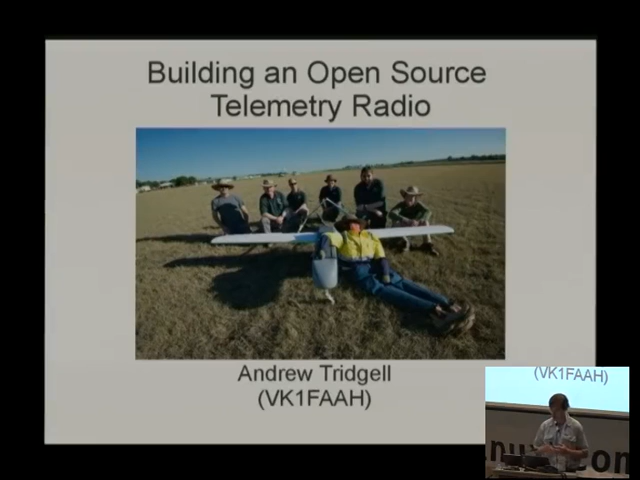 Building an Open Source
Telemetry Radio
Andrew Tridgell
(VK1FAAH)
(VK1FAAH)